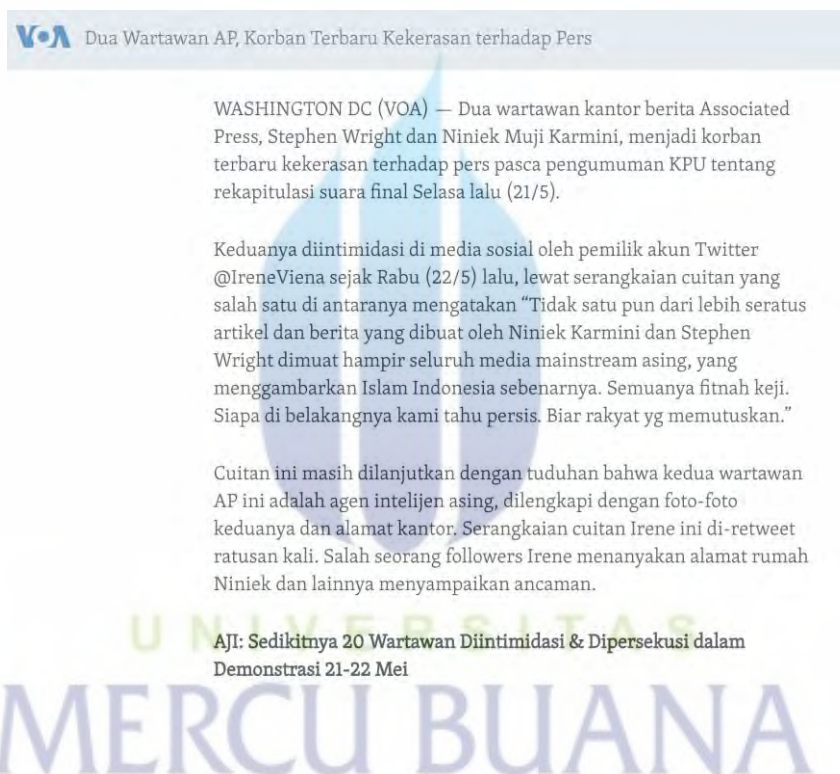 VOA Dua Wartawan AP, Korban Terbaru Kekerasan terhadap Pers
WASHINGTON DC (VOA) — Dua wartawan kantor berita Associated
Press, Stephen Wright dan Niniek Muji Karmini, menjadi korban
terbaru kekerasan terhadap pers pasca pengumuman KPU tentang
rekapitulasi suara final Selasa lalu (21/5).
Keduanya diintimidasi di media sosial oleh pemilik akun Twitter
@IreneViena sejak Rabu (22/5) lalu, lewat serangkaian cuitan yang
salah satu di antaranya mengatakan “Tidak satu pun dari lebih seratus
artikel dan berita yang dibuat oleh Niniek Karmini dan Stephen
Wright dimuat hampir seluruh media mainstream asing, yang
menggambarkan Islam Indonesia sebenarnya. Semuanya fitnah keji.
Siapa di belakangnya kami tahu persis. Biar rakyat yg memutuskan.”
Cuitan ini masih dilanjutkan dengan tuduhan bahwa kedua wartawan
AP ini adalah agen intelijen asing, dilengkapi dengan foto-foto
keduanya dan alamat kantor. Serangkaian cuitan Irene ini di-retweet
ratusan kali. Salah seorang followers Irene menanyakan alamat rumah
Niniek dan lainnya menyampaikan ancaman.
UNIVERSITAS
AJI: Sedikitnya 20 Wartawan Diintimidasi & Dipersekusi dalam
Demonstrasi 21-22 Mei
MERCU BUANA